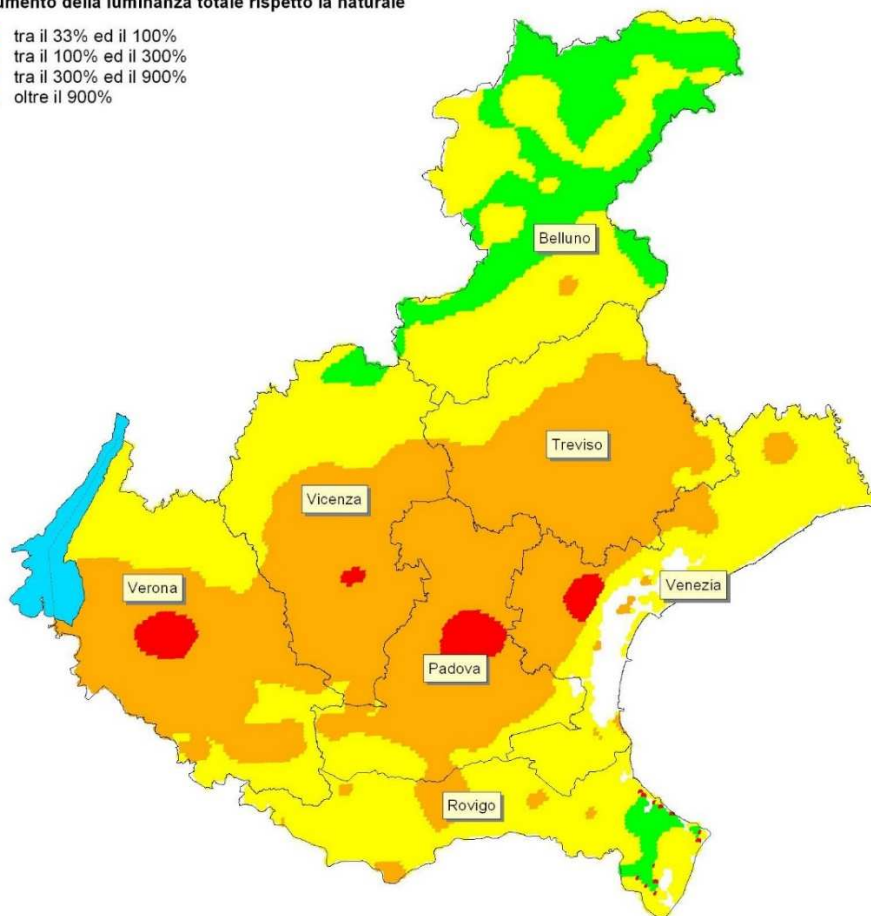 della luminanza totale rispetto la naturale
tra il 33% ed il 100%
tra il 100% ed il 300%
tra il 300% ed il 900%
oltre il 900%
Belluno
Treviso
Vicenza
Verona
Venezia
Padova
Rovigo